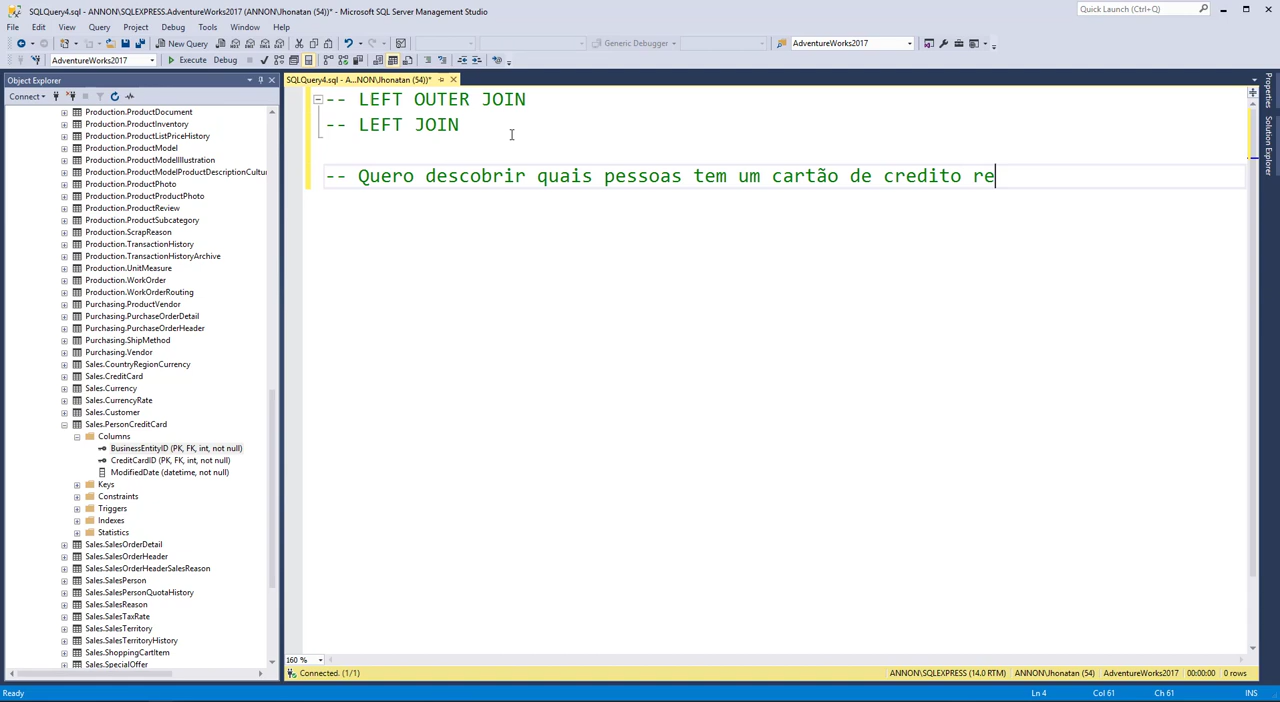 SQLQuery4.sql - ANNON\SQLEXPRESS.AdventureWorks2017 (ANNON\Jhonatan (54))* - Microsoft SQL Server Management Studio
Quick Launch (Ctrl+Q)
File Edit View Query Project Debug Tools Window Help
New Query
Generic Debugger
AdventureWorks2017
AdventureWorks2017
Execute Debug
Object Explorer
SQLQuery4.sql - A...NON\Jhonatan (54))*
Connect
Production.ProductDocument
Production.ProductInventory
Production.ProductListPriceHistory
Production.ProductModel
Production.ProductModelIllustration
Production.ProductModelProductDescriptionCultu
Production.ProductPhoto
Production.ProductProductPhoto
Production.ProductReview
Production.ProductSubcategory
Production.ScrapReason
Production.TransactionHistory
Production.TransactionHistoryArchive
Production.UnitMeasure
Production.WorkOrder
Production.WorkOrderRouting
Purchasing.ProductVendor
Purchasing.PurchaseOrderDetail
Purchasing.PurchaseOrderHeader
Purchasing.ShipMethod
Purchasing.Vendor
Sales.CountryRegionCurrency
Sales.CreditCard
Sales.Currency
Sales.CurrencyRate
Sales.Customer
Sales.PersonCreditCard
Columns
BusinessEntityID (PK, FK, int, not null)
CreditCardID (PK, FK, int, not null)
ModifiedDate (datetime, not null)
Keys
Constraints
Triggers
Indexes
Statistics
Sales.SalesOrderDetail
Sales.SalesOrderHeader
Sales.SalesOrderHeaderSalesReason
Sales.SalesPerson
Sales.SalesPersonQuotaHistory
Sales.SalesReason
Sales.SalesTaxRate
Sales.SalesTerritory
Sales.SalesTerritoryHistory
Sales.ShoppingCartItem
Sales.SpecialOffer
-- LEFT OUTER JOIN
-- LEFT JOIN
-- Quero descobrir quais pessoas tem um cartão de credito re
Properties
Solution Explorer
160 %
Connected. (1/1)
ANNON\SQLEXPRESS (14.0 RTM) ANNON\Jhonatan (54) AdventureWorks2017 00:00:00 0 rows
Ready
Ln 4 Col 61 Ch 61 INS